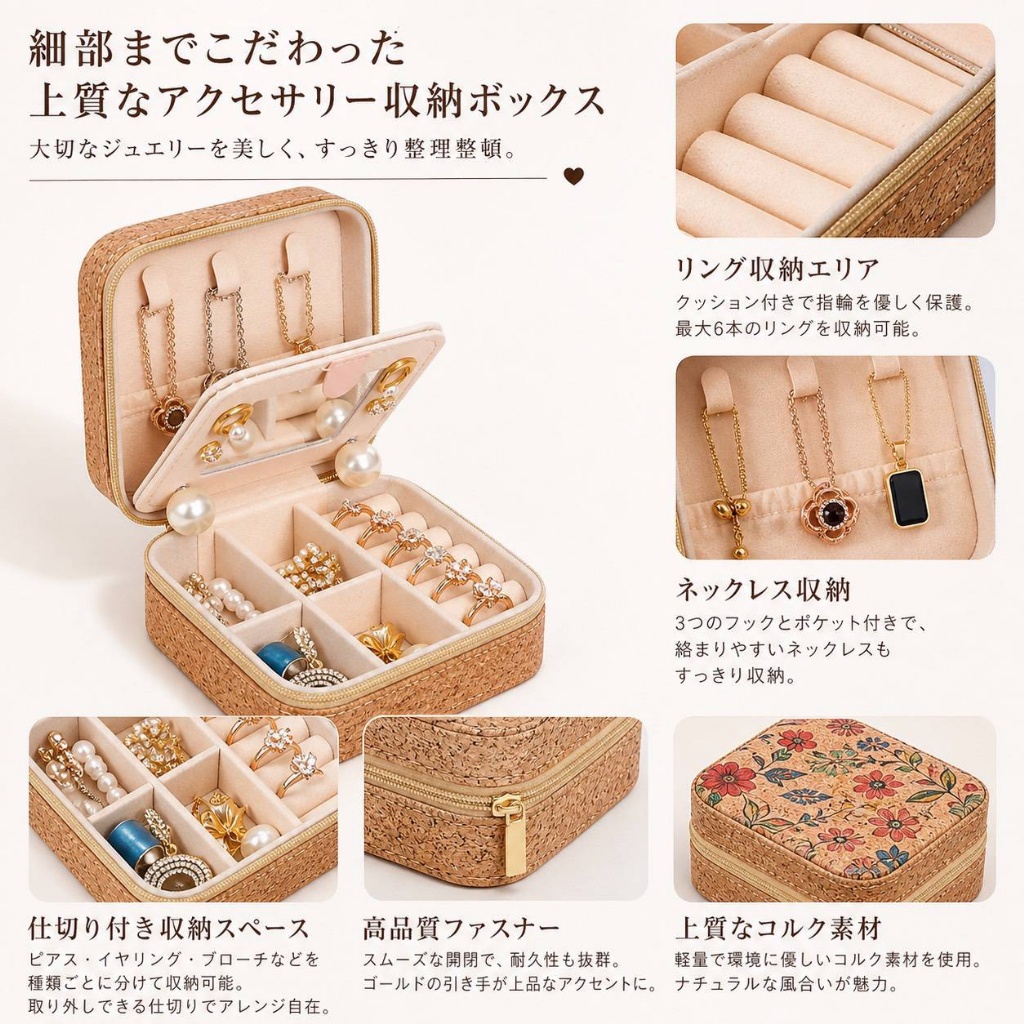 細部までこだわった
上質なアクセサリー収納ボックス
大切なジュエリーを美しく、すっきり整理整頓。
リング収納エリア
クッション付きで指輪を優しく保護。
最大6本のリングを収納可能。
ネックレス収納
3つのフックとポケット付きで、
絡まりやすいネックレスも
すっきり収納。
仕切り付き収納スペース
ピアス・イヤリング・ブローチなどを
種類ごとに分けて収納可能。
取り外しできる仕切りでアレンジ自在。
高品質ファスナー
スムーズな開閉で、耐久性も抜群。
ゴールドの引き手が上品なアクセントに。
上質なコルク素材
軽量で環境に優しいコルク素材を使用。
ナチュラルな風合いが魅力。